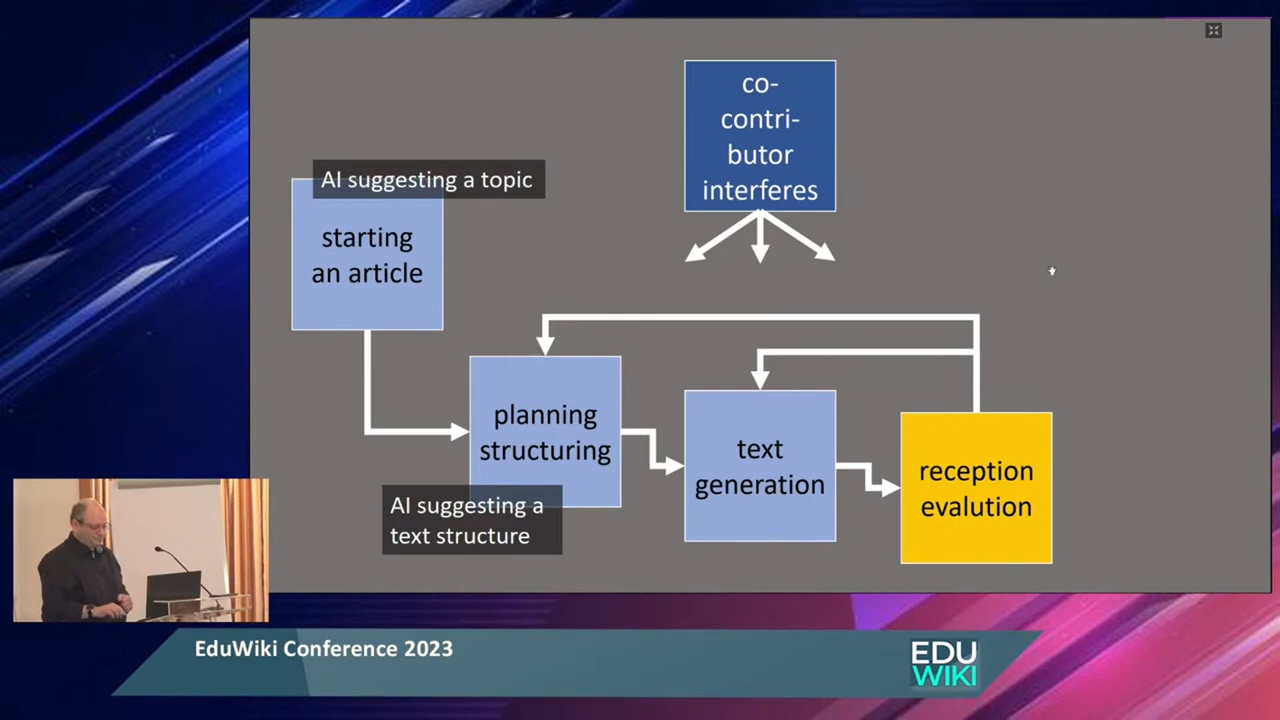 co-
contri-
butor
interferes
AI suggesting a topic
starting
an article
planning
structuring
AI suggesting a
text structure
text
generation
reception
evalution
EduWiki Conference 2023
EDU
WIKI